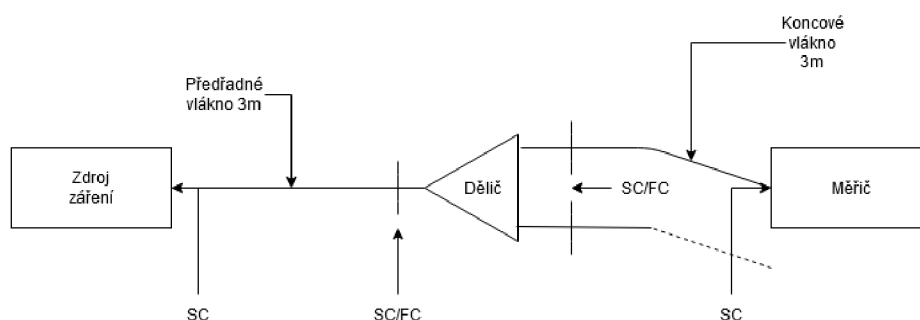 Koncové
vlákno
3m
Předřadné
vlákno 3m
Zdroj
záření
Dělič
SC/FC
Měřič
SC
SC/FC
SC